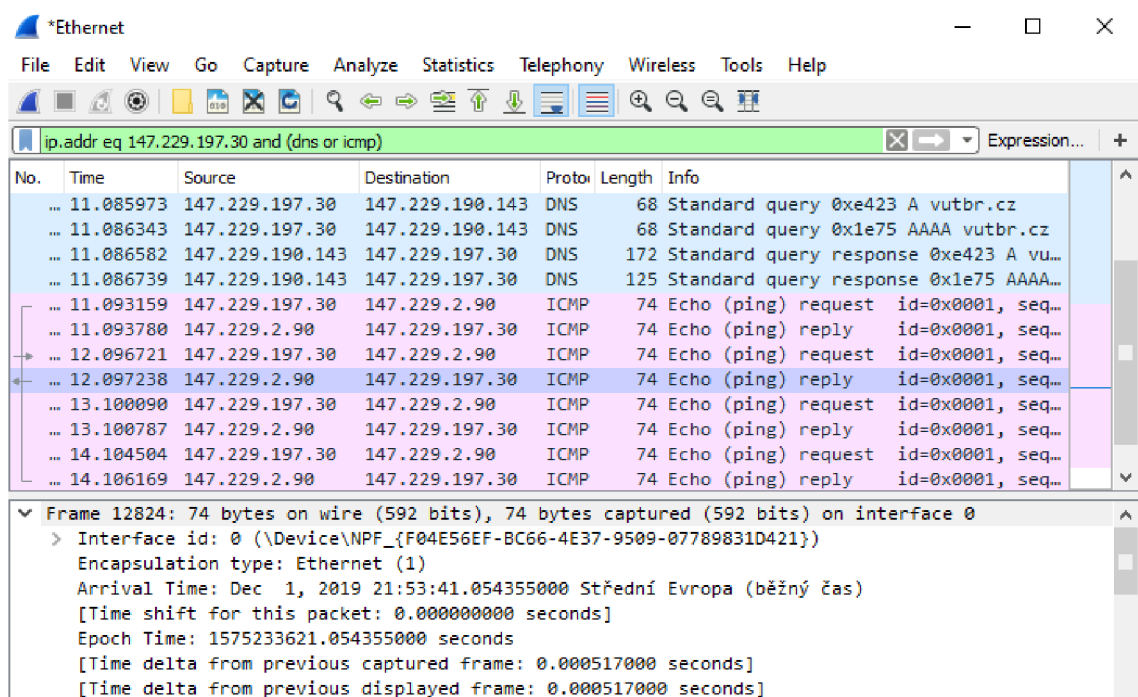 *Ethernet
File Edit View Go Capture Analyze Statistics Telephony Wireless Tools Help
ip.addr eq 147.229.197.30 and (dns or icmp) Expression... +
No. Time Source Destination Protoc Length Info
... 11.085973 147.229.197.30 147.229.190.143 DNS 68 Standard query 0xe423 A vutbr.cz
... 11.086343 147.229.197.30 147.229.190.143 DNS 68 Standard query 0x1e75 AAAA vutbr.cz
... 11.086582 147.229.190.143 147.229.197.30 DNS 172 Standard query response 0xe423 A vu…
... 11.086739 147.229.190.143 147.229.197.30 DNS 125 Standard query response 0x1e75 AAAA…
... 11.093159 147.229.197.30 147.229.2.90 ICMP 74 Echo (ping) request id=0x0001, seq…
... 11.093780 147.229.2.90 147.229.197.30 ICMP 74 Echo (ping) reply id=0x0001, seq…
... 12.096721 147.229.197.30 147.229.2.90 ICMP 74 Echo (ping) request id=0x0001, seq…
... 12.097238 147.229.2.90 147.229.197.30 ICMP 74 Echo (ping) reply id=0x0001, seq…
... 13.100090 147.229.197.30 147.229.2.90 ICMP 74 Echo (ping) request id=0x0001, seq…
... 13.100787 147.229.2.90 147.229.197.30 ICMP 74 Echo (ping) reply id=0x0001, seq…
... 14.104504 147.229.197.30 147.229.2.90 ICMP 74 Echo (ping) request id=0x0001, seq…
... 14.106169 147.229.2.90 147.229.197.30 ICMP 74 Echo (ping) reply id=0x0001, seq…
Frame 12824: 74 bytes on wire (592 bits), 74 bytes captured (592 bits) on interface 0
Interface id: 0 (\Device\NPF_{F04E56EF-BC66-4E37-9509-07789831D421})
Encapsulation type: Ethernet (1)
Arrival Time: Dec  1, 2019 21:53:41.054355000 Střední Evropa (běžný čas)
[Time shift for this packet: 0.000000000 seconds]
Epoch Time: 1575233621.054355000 seconds
[Time delta from previous captured frame: 0.000517000 seconds]
[Time delta from previous displayed frame: 0.000517000 seconds]